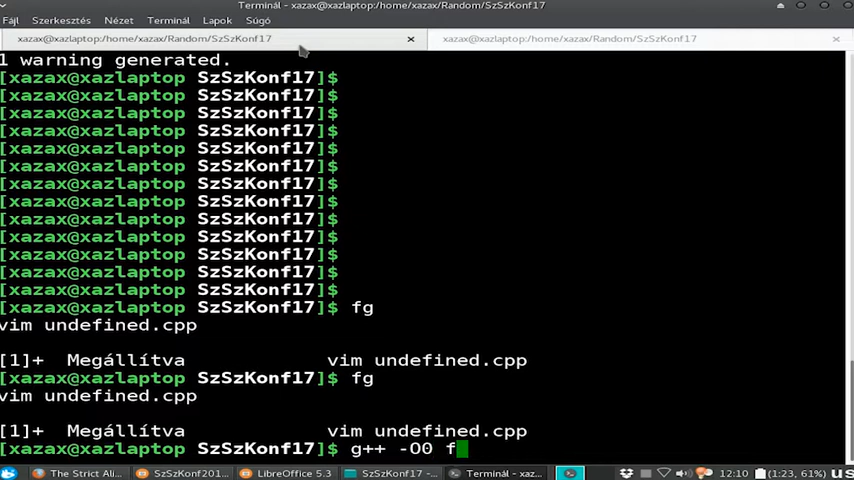 Terminál - xazax@xazlaptop:/home/xazax/Random/SzSzKonf17
Fájl Szerkesztés Nézet Terminál Lapok Súgó
xazax@xazlaptop:/home/xazax/Random/SzSzKonf17 × xazax@xazlaptop:/home/xazax/Random/SzSzKonf17 ×
1 warning generated.
[xazax@xazlaptop SzSzKonf17]$
[xazax@xazlaptop SzSzKonf17]$
[xazax@xazlaptop SzSzKonf17]$
[xazax@xazlaptop SzSzKonf17]$
[xazax@xazlaptop SzSzKonf17]$
[xazax@xazlaptop SzSzKonf17]$
[xazax@xazlaptop SzSzKonf17]$
[xazax@xazlaptop SzSzKonf17]$
[xazax@xazlaptop SzSzKonf17]$
[xazax@xazlaptop SzSzKonf17]$
[xazax@xazlaptop SzSzKonf17]$
[xazax@xazlaptop SzSzKonf17]$
[xazax@xazlaptop SzSzKonf17]$
[xazax@xazlaptop SzSzKonf17]$ fg
vim undefined.cpp
[1]+ Megállítva vim undefined.cpp
[xazax@xazlaptop SzSzKonf17]$ fg
vim undefined.cpp
[1]+ Megállítva vim undefined.cpp
[xazax@xazlaptop SzSzKonf17]$ g++ -O0 f
The Strict Ali... SzSzKonf201... LibreOffice 5.3 SzSzKonf17 -... Terminál - xaz... 12:10 (1:23, 61%) us